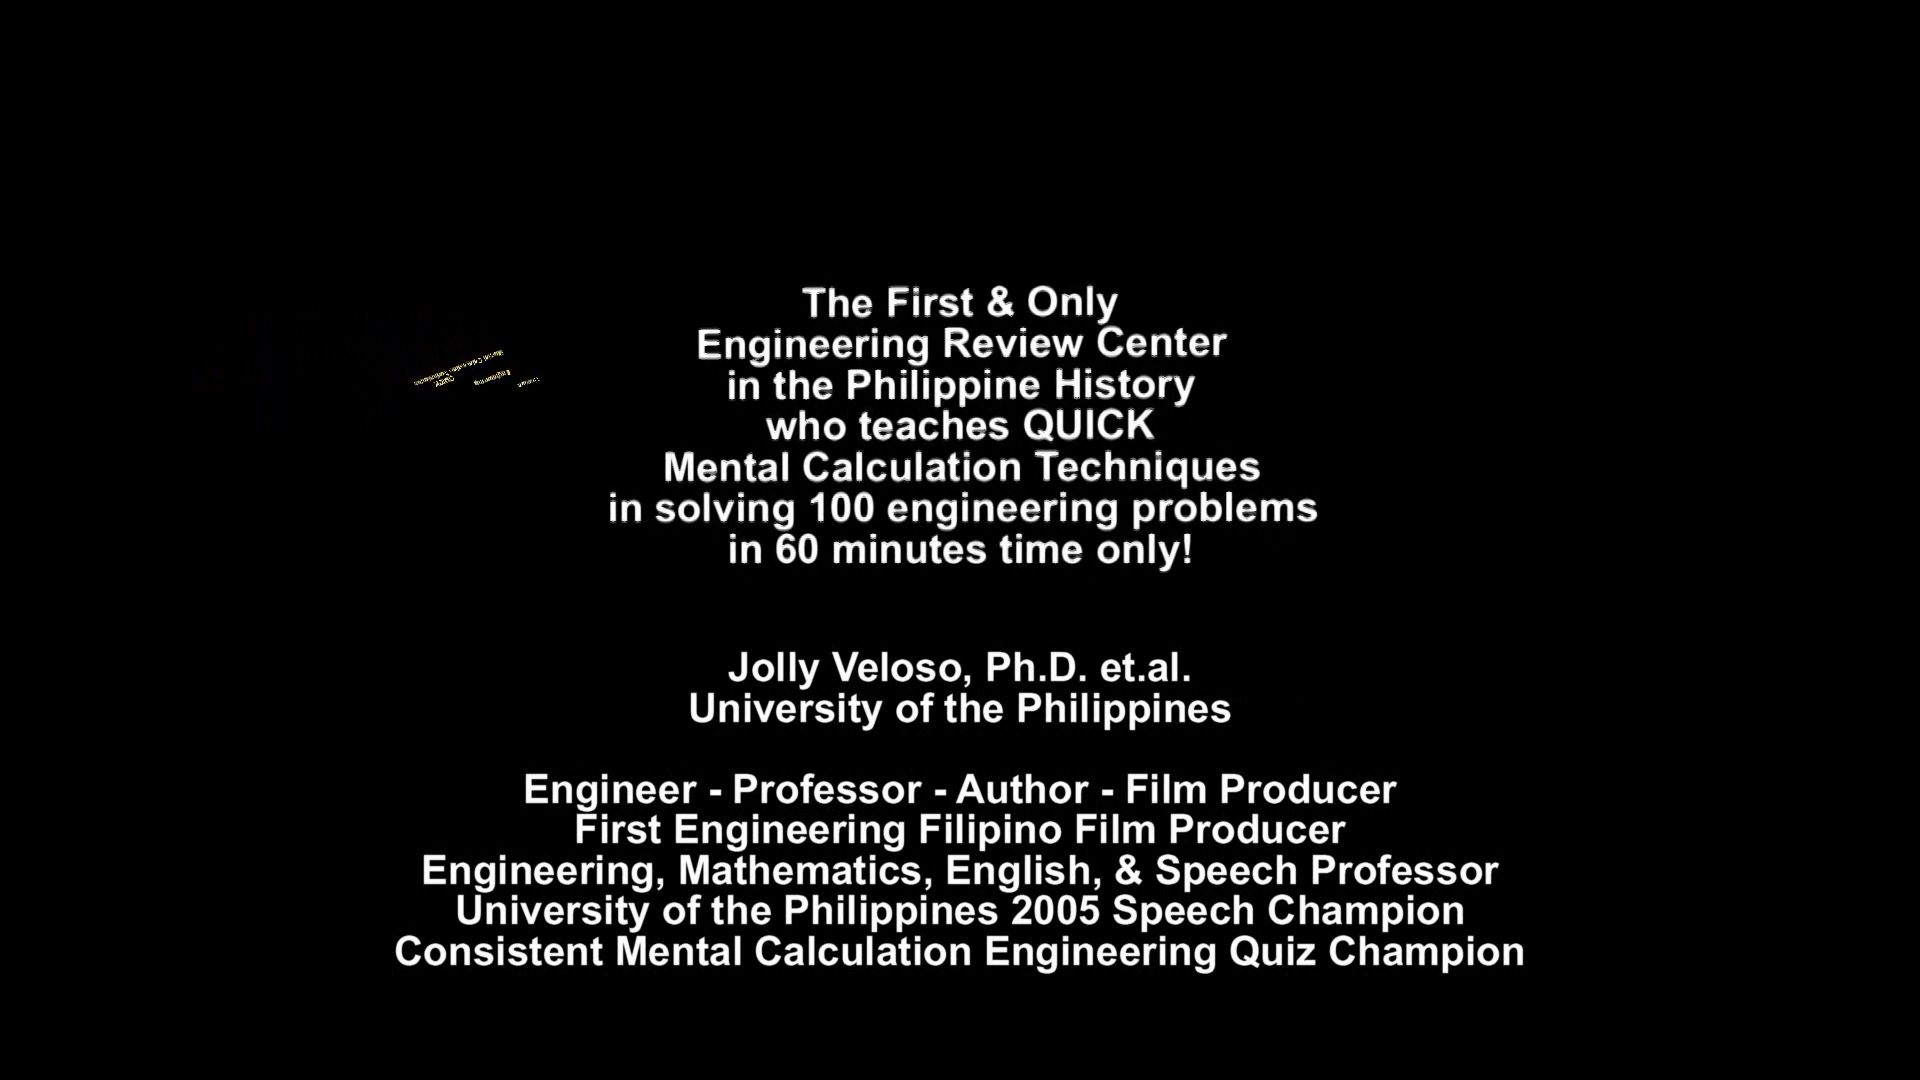 The First & Only
Engineering Review Center
in the Philippine History
who teaches QUICK
Mental Calculation Techniques
in solving 100 engineering problems
in 60 minutes time only!
Jolly Veloso, Ph.D. et.al.
University of the Philippines
Engineer - Professor - Author - Film Producer
First Engineering Filipino Film Producer
Engineering, Mathematics, English, & Speech Professor
University of the Philippines 2005 Speech Champion
Consistent Mental Calculation Engineering Quiz Champion